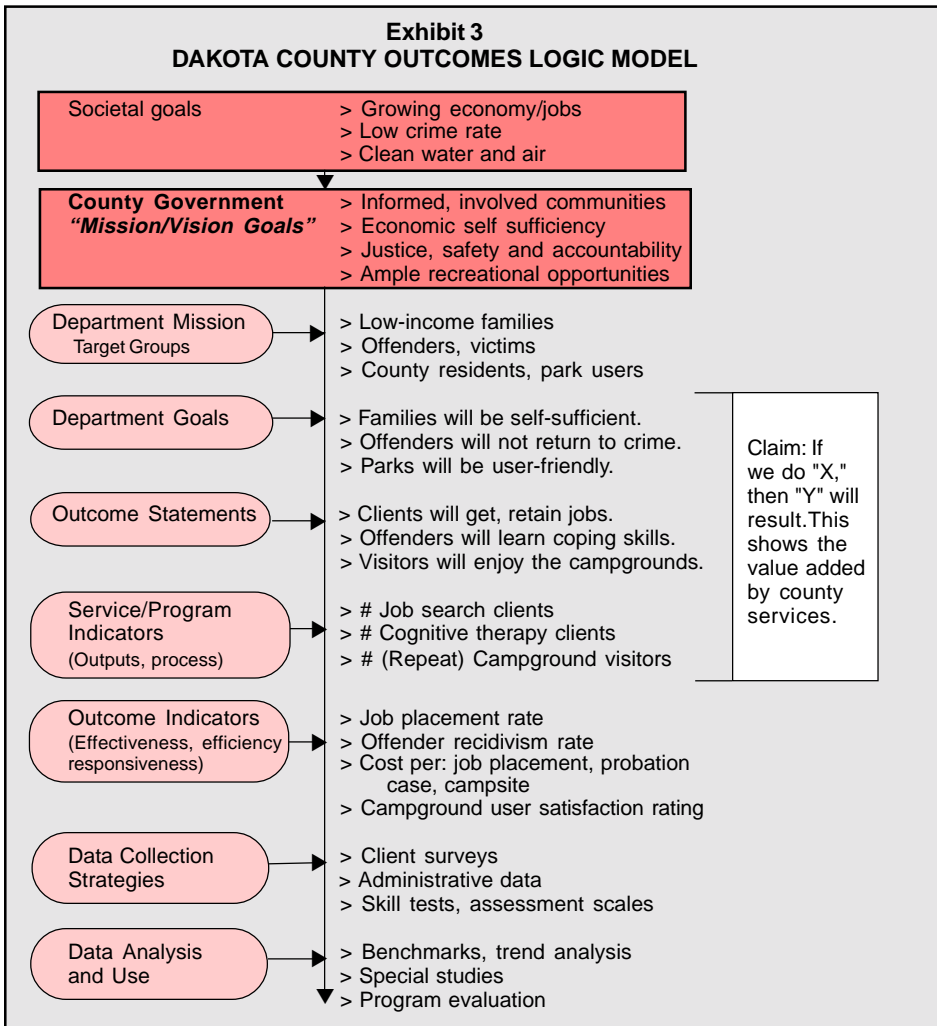 Exhibit 3
DAKOTA COUNTY OUTCOMES LOGIC MODEL
Societal goals
> Growing economy/jobs
> Low crime rate
> Clean water and air
County Government
"Mission/Vision Goals"
> Informed, involved communities
> Economic self sufficiency
> Justice, safety and accountability
> Ample recreational opportunities
Department Mission
Target Groups
> Low-income families
> Offenders, victims
> County residents, park users
Department Goals
> Families will be self-sufficient.
> Offenders will not return to crime.
> Parks will be user-friendly.
Outcome Statements
> Clients will get, retain jobs.
> Offenders will learn coping skills.
> Visitors will enjoy the campgrounds.
Service/Program
Indicators
(Outputs, process)
> # Job search clients
> # Cognitive therapy clients
> # (Repeat) Campground visitors
Claim: If
we do "X,"
then "Y" will
result.This
shows the
value added
by county
services.
Outcome Indicators
(Effectiveness, efficiency
responsiveness)
> Job placement rate
> Offender recidivism rate
> Cost per: job placement, probation
case, campsite
> Campground user satisfaction rating
Data Collection
Strategies
> Client surveys
> Administrative data
> Skill tests, assessment scales
Data Analysis
and Use
> Benchmarks, trend analysis
> Special studies
> Program evaluation